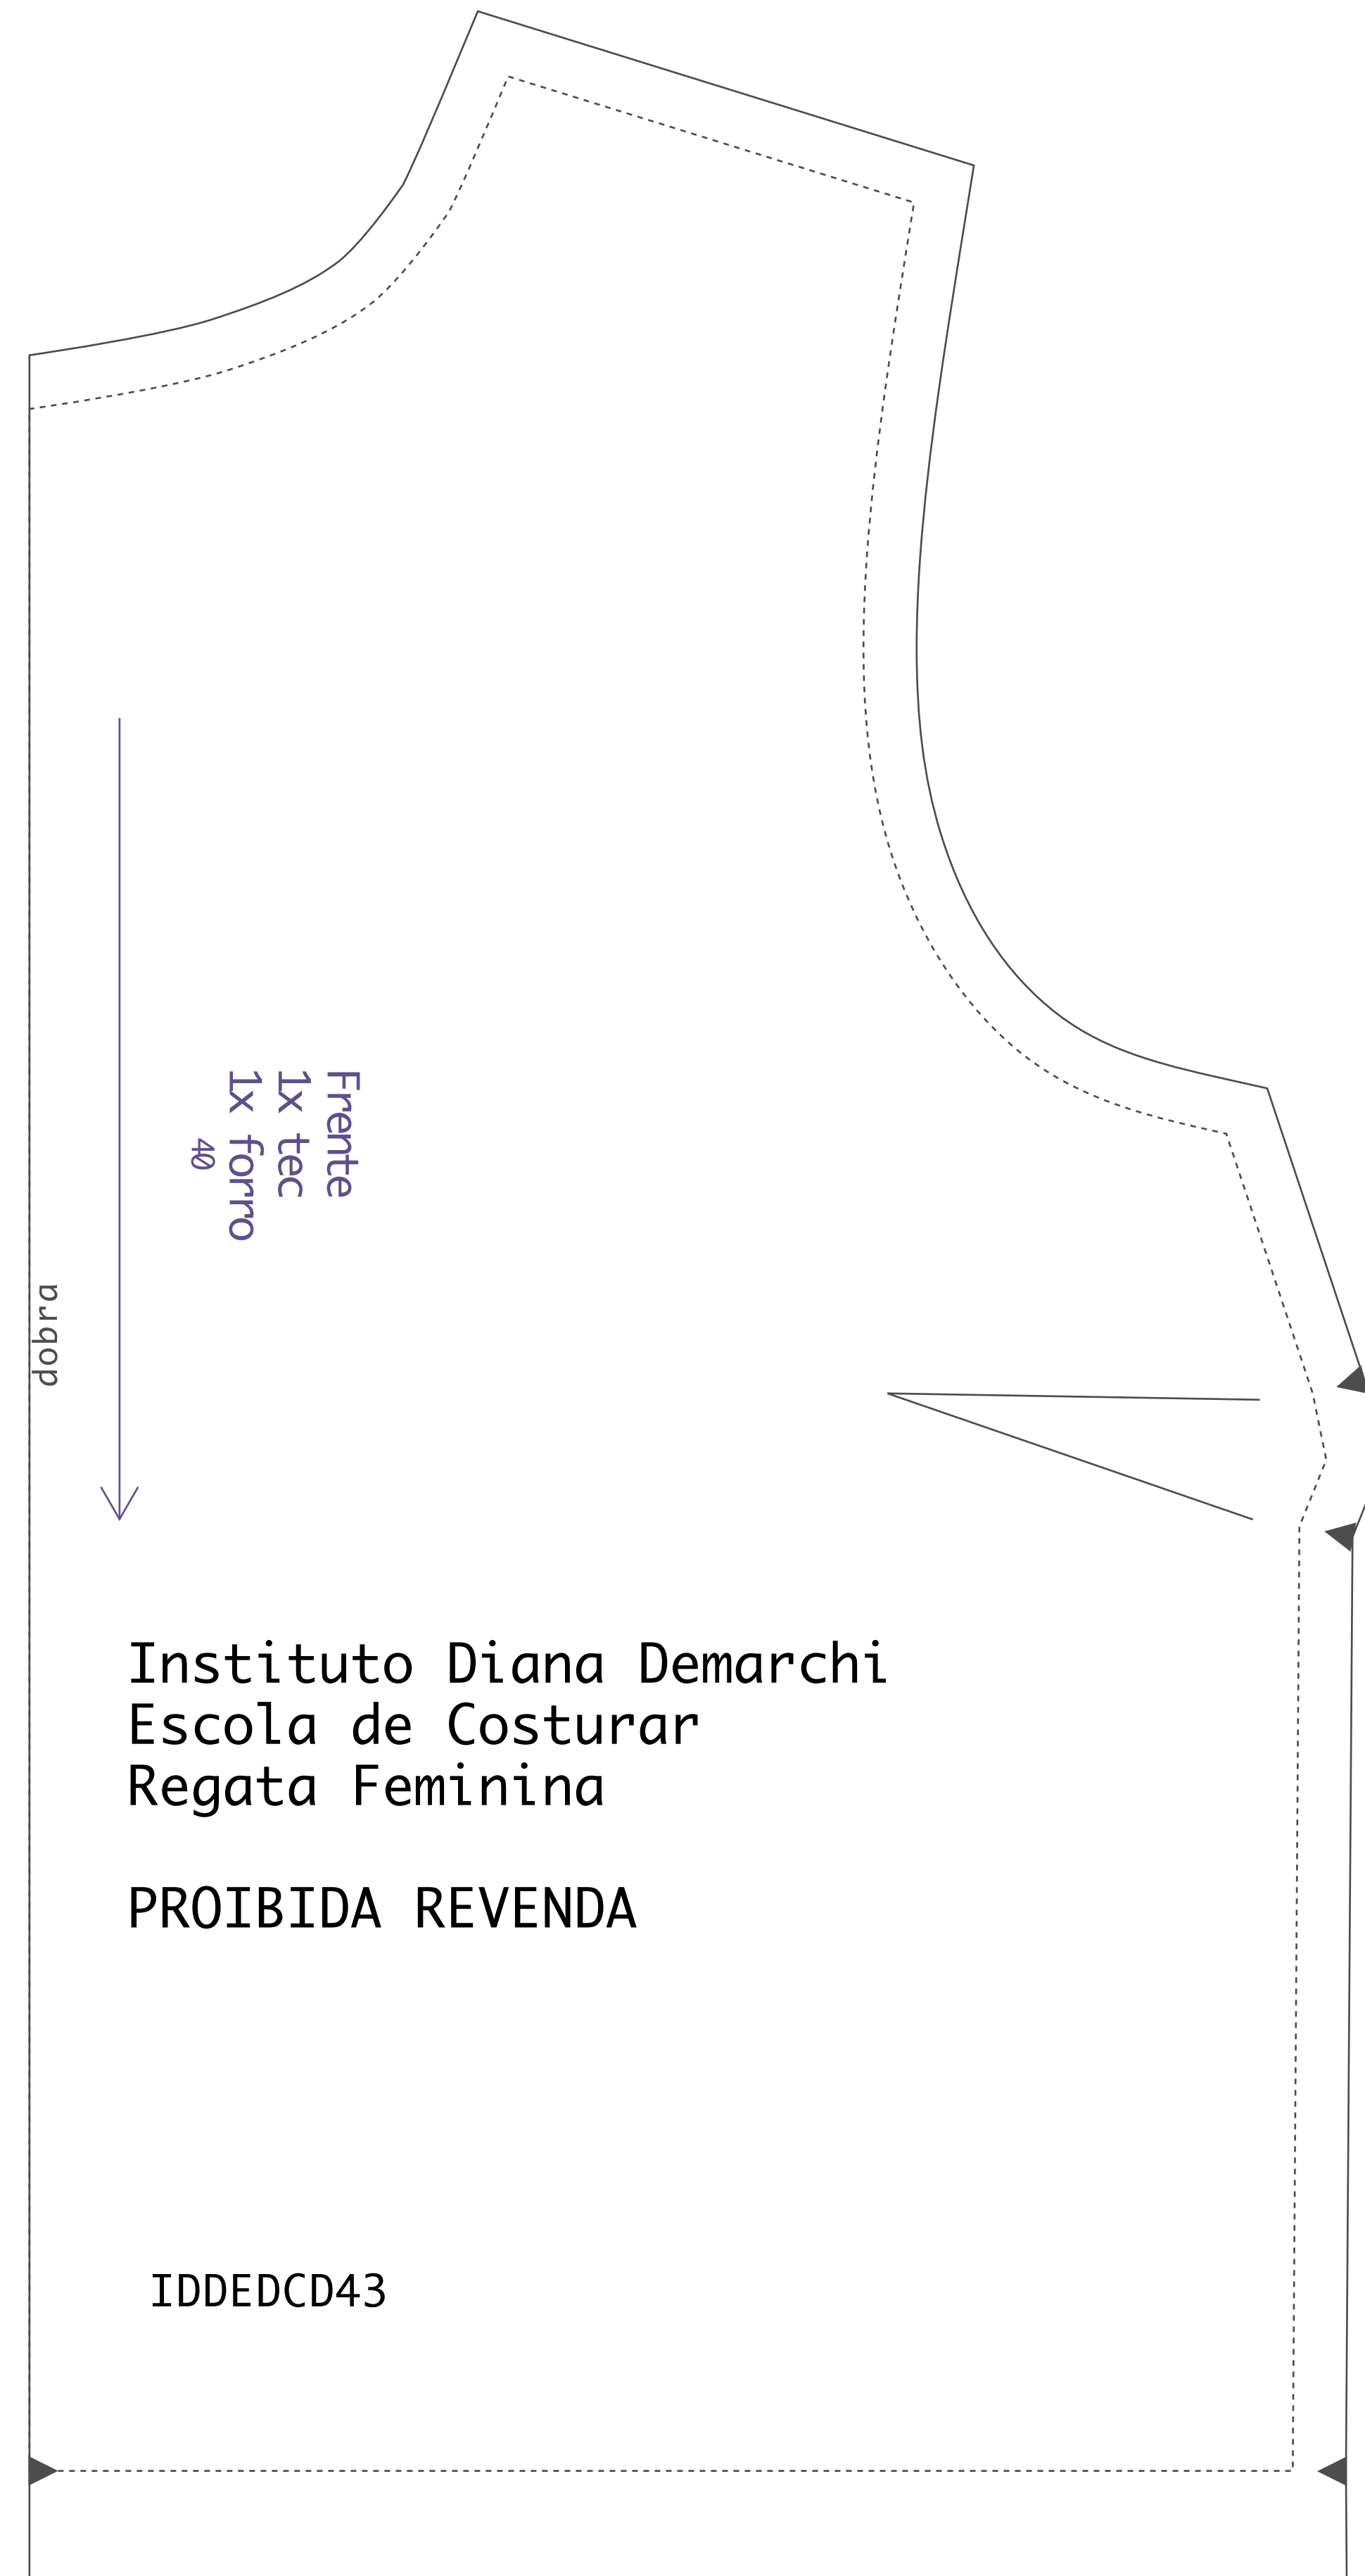 Frente
1x tec
1x forro
40
dobra
Instituto Diana Demarchi
Escola de Costurar
Regata Feminina
PROIBIDA REVENDA
IDDEDCD43